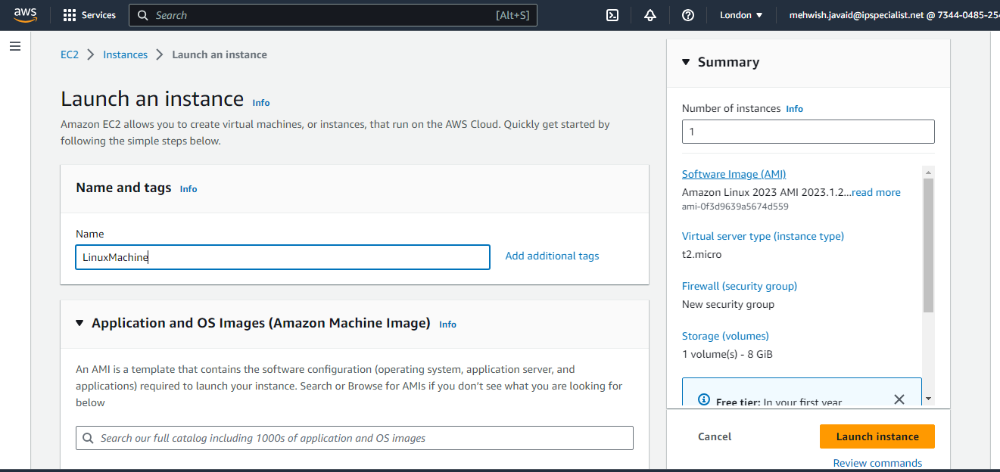 aws
Services
Search
[Alt+S]
London
mehwish.javaid@ipspecialist.net @ 7344-0485-254
EC2
Instances
Launch an instance
Launch an instance Info
Amazon EC2 allows you to create virtual machines, or instances, that run on the AWS Cloud. Quickly get started by
following the simple steps below.
Name and tags Info
Name
LinuxMachine
Add additional tags
Application and OS Images (Amazon Machine Image) Info
An AMI is a template that contains the software configuration (operating system, application server, and
applications) required to launch your instance. Search or Browse for AMIs if you don't see what you are looking for
below
Search our full catalog including 1000s of application and OS images
Summary
Number of instances Info
1
Software Image (AMI)
Amazon Linux 2023 AMI 2023.1.2...read more
ami-0f3d9639a5674d559
Virtual server type (instance type)
t2.micro
Firewall (security group)
New security group
Storage (volumes)
1 volume(s) - 8 GiB
Free tier: In your first year
Cancel
Launch instance
Review commands